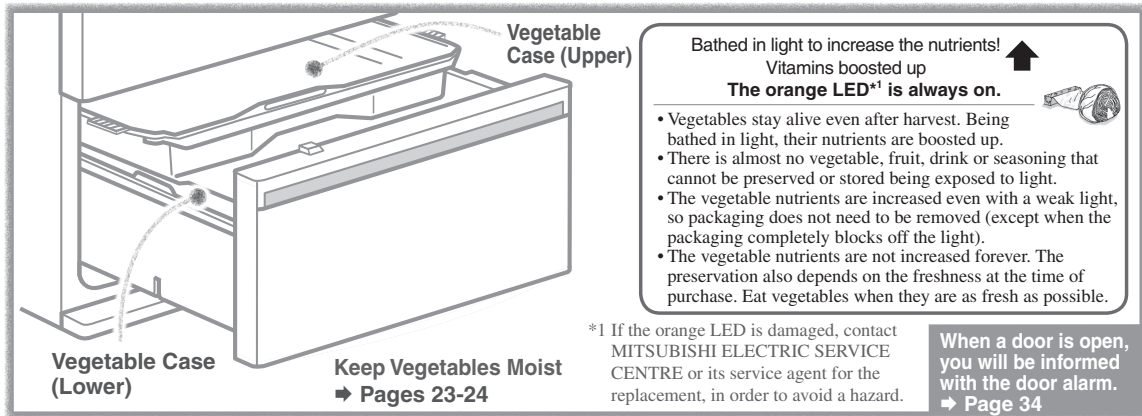 Vegetable
Case (Upper)
Vegetable Case
(Lower)
Keep Vegetables Moist
➡ Pages 23-24
Bathed in light to increase the nutrients!
Vitamins boosted up
The orange LED*1 is always on.
• Vegetables stay alive even after harvest. Being
bathed in light, their nutrients are boosted up.
• There is almost no vegetable, fruit, drink or seasoning that
cannot be preserved or stored being exposed to light.
• The vegetable nutrients are increased even with a weak light,
so packaging does not need to be removed (except when the
packaging completely blocks off the light).
• The vegetable nutrients are not increased forever. The
preservation also depends on the freshness at the time of
purchase. Eat vegetables when they are as fresh as possible.
*1 If the orange LED is damaged, contact
MITSUBISHI ELECTRIC SERVICE
CENTRE or its service agent for the
replacement, in order to avoid a hazard.
When a door is open,
you will be informed
with the door alarm.
➡ Page 34